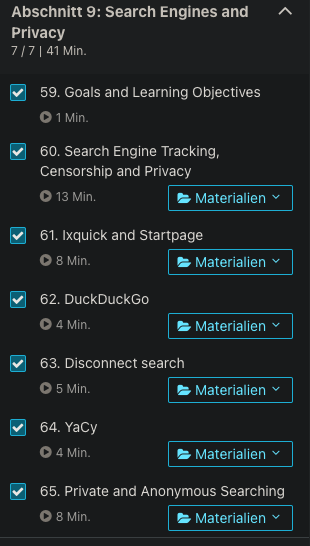 Abschnitt 9: Search Engines and
Privacy
7 / 7 | 41 Min.
59. Goals and Learning Objectives
1 Min.
60. Search Engine Tracking,
Censorship and Privacy
13 Min.
Materialien
61. Ixquick and Startpage
8 Min.
Materialien
62. DuckDuckGo
4 Min.
Materialien
63. Disconnect search
5 Min.
Materialien
64. YaCy
4 Min.
Materialien
65. Private and Anonymous Searching
8 Min.
Materialien